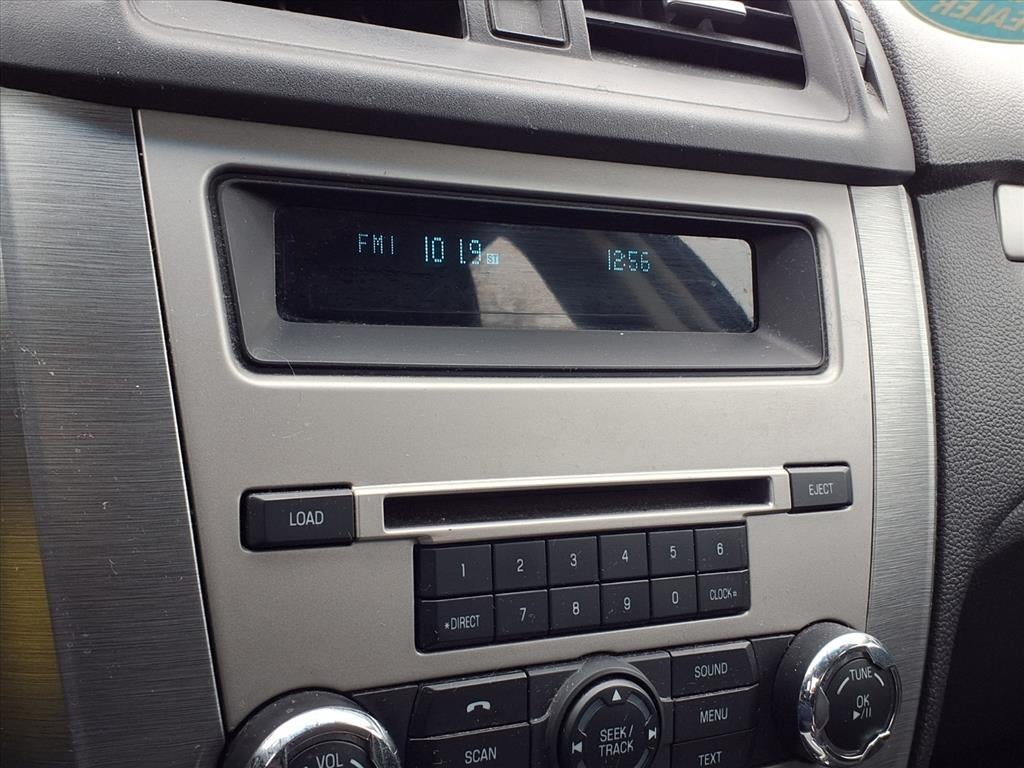 DEALER
FM1 101.9 ST 12:56
LOAD
EJECT
1 2 3 4 5 6
*DIRECT 7 8 9 0 CLOCK
SOUND
TUNE
OK
MENU
SEEK/
TRACK
VOL
SCAN
TEXT